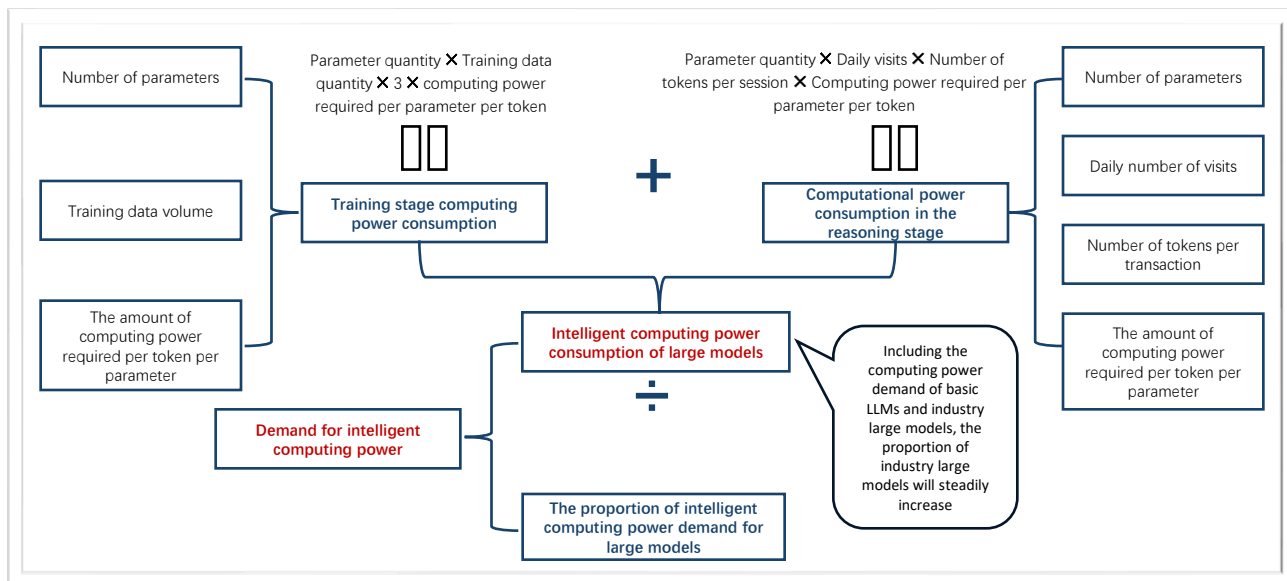 Number of parameters
Training data volume
The amount of
computing power
required per token per
parameter
Parameter quantity × Training data
quantity × 3 × computing power
required per parameter per token
Training stage computing
power consumption
+
Parameter quantity × Daily visits × Number of
tokens per session × Computing power required per
parameter per token
Computational power
consumption in the
reasoning stage
Number of parameters
Daily number of visits
Number of tokens per
transaction
The amount of
computing power
required per token per
parameter
Intelligent computing power
consumption of large models
÷
Including the
computing power
demand of basic
LLMs and industry
large models, the
proportion of
industry large
models will steadily
increase
Demand for intelligent
computing power
The proportion of intelligent
computing power demand for
large models